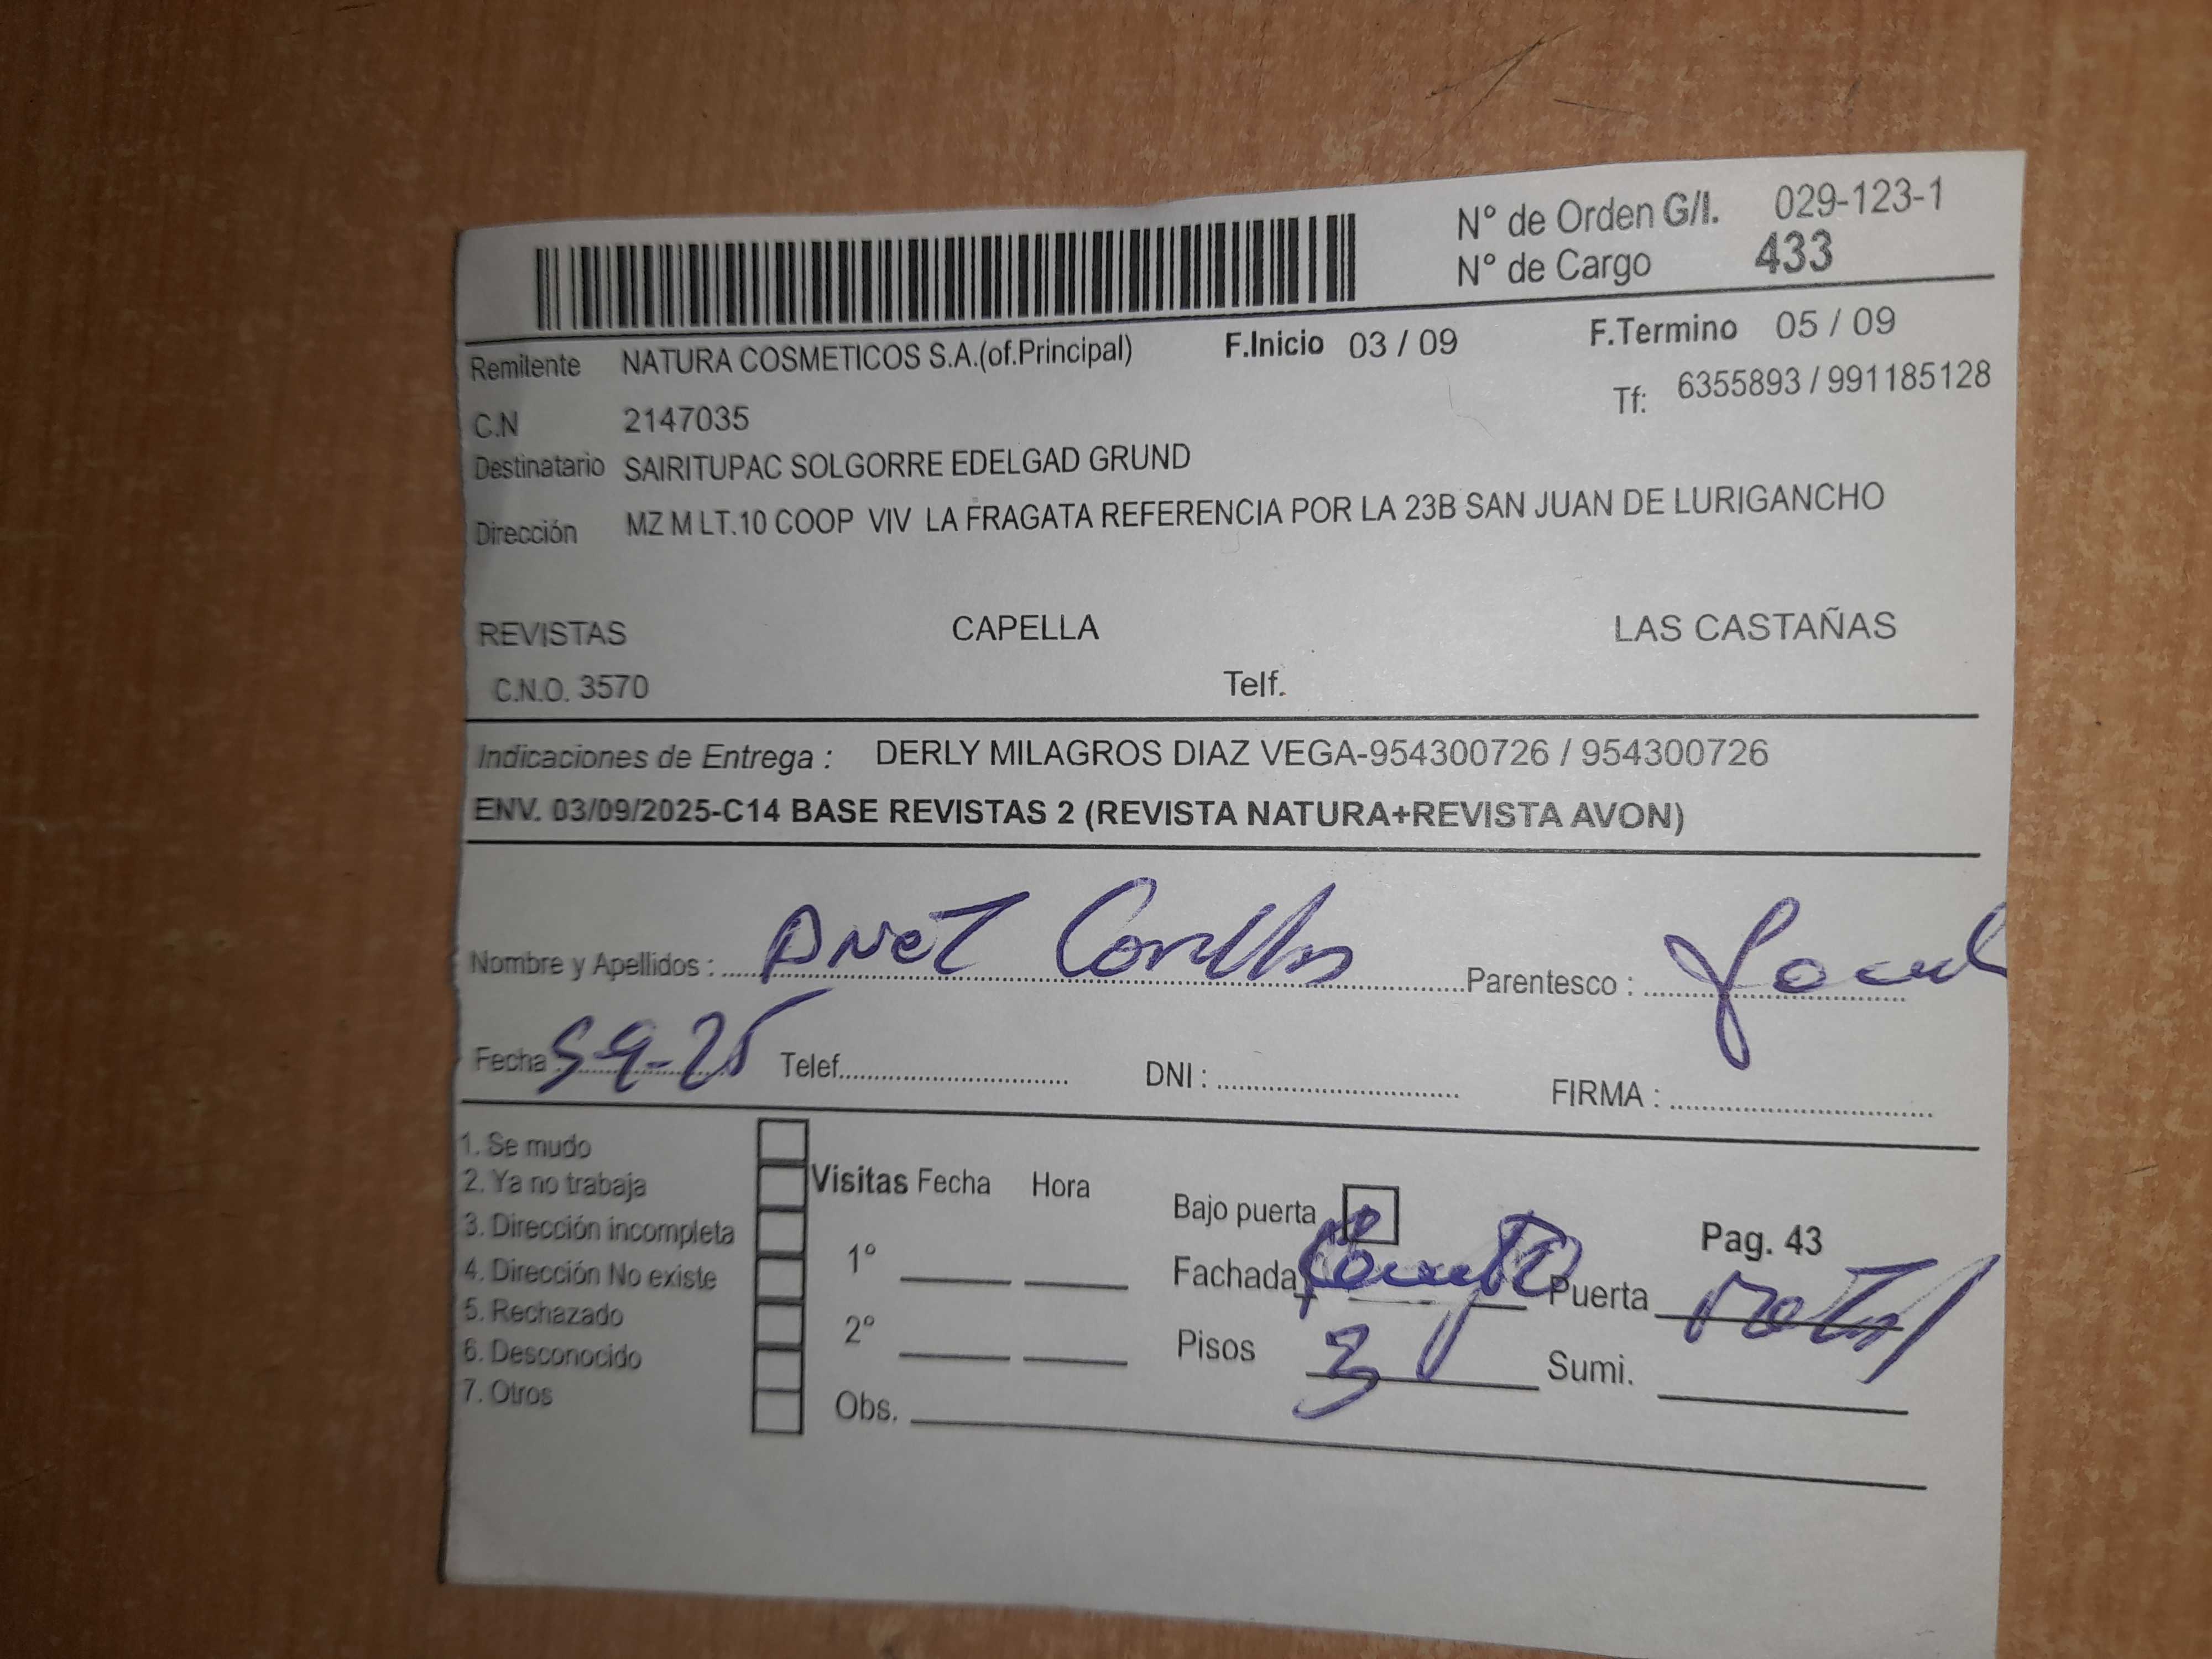 N° de Orden G/I. 029-123-1
N° de Cargo 433
Remitente NATURA COSMETICOS S.A.(of.Principal) F.Inicio 03 / 09 F.Termino 05 / 09
C.N 2147035 Tf: 6355893 / 991185128
Destinatario SAIRITUPAC SOLGORRE EDELGAD GRUND
Dirección MZ M LT.10 COOP VIV LA FRAGATA REFERENCIA POR LA 23B SAN JUAN DE LURIGANCHO
REVISTAS CAPELLA LAS CASTAÑAS
C.N.O. 3570 Telf.
Indicaciones de Entrega : DERLY MILAGROS DIAZ VEGA-954300726 / 954300726
ENV. 03/09/2025-C14 BASE REVISTAS 2 (REVISTA NATURA+REVISTA AVON)
Nombre y Apellidos : Parentesco :
Fecha : 5-9-25 Telef. DNI : FIRMA :
1. Se mudo
2. Ya no trabaja
3. Dirección incompleta
4. Dirección No existe
5. Rechazado
6. Desconocido
7. Otros
Visitas Fecha Hora
1°
2°
Obs.
Bajo puerta Pag. 43
Fachada Puerta
Pisos 3 Sumi.